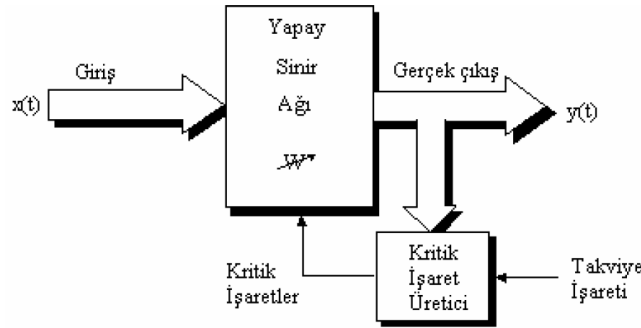 Yapay
Sinir
Ağı
W
Giriş
x(t)
Gerçek çıkış
y(t)
Kritik
İşaretler
Kritik
İşaret
Üretici
Takviye
İşareti